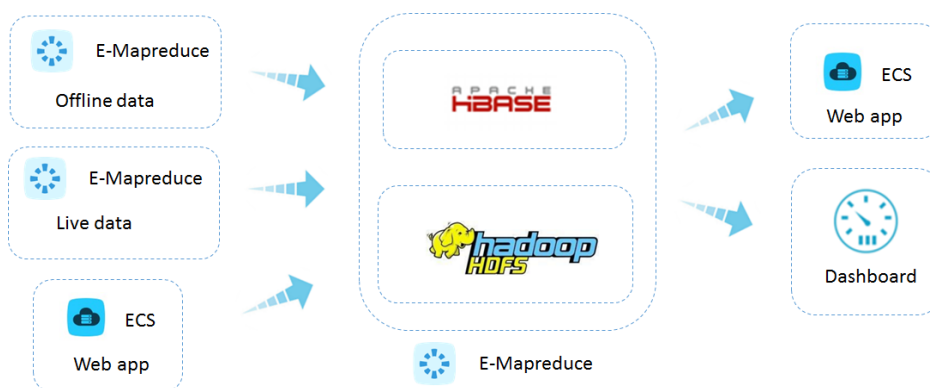 E-Mapreduce
Offline data
E-Mapreduce
Live data
ECS
Web app
APACHE
HBASE
hadoop
HDFS
E-Mapreduce
ECS
Web app
Dashboard